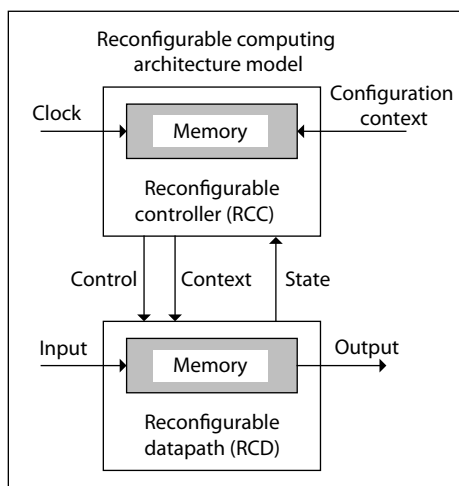 Reconfigurable computing
architecture model
Clock
Configuration
context
Memory
Reconfigurable
controller (RCC)
Control
Context
State
Input
Memory
Output
Reconfigurable
datapath (RCD)